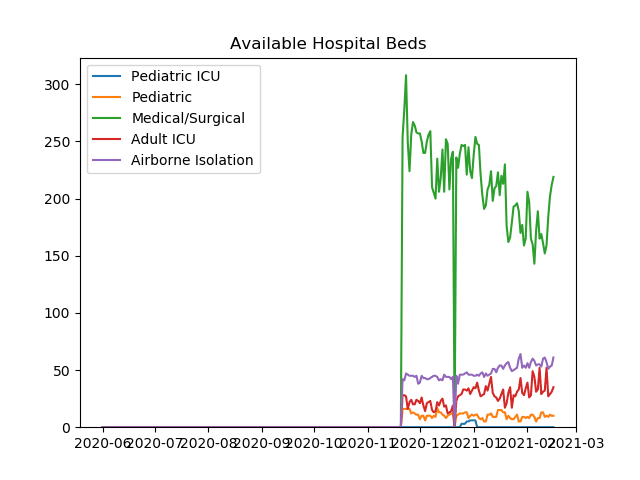 Available Hospital Beds
Pediatric ICU
Pediatric
Medical/Surgical
Adult ICU
Airborne Isolation
300
250
200
150
100
50
0
2020-06 2020-07 2020-08 2020-09 2020-10 2020-11 2020-12 2021-01 2021-02 2021-03